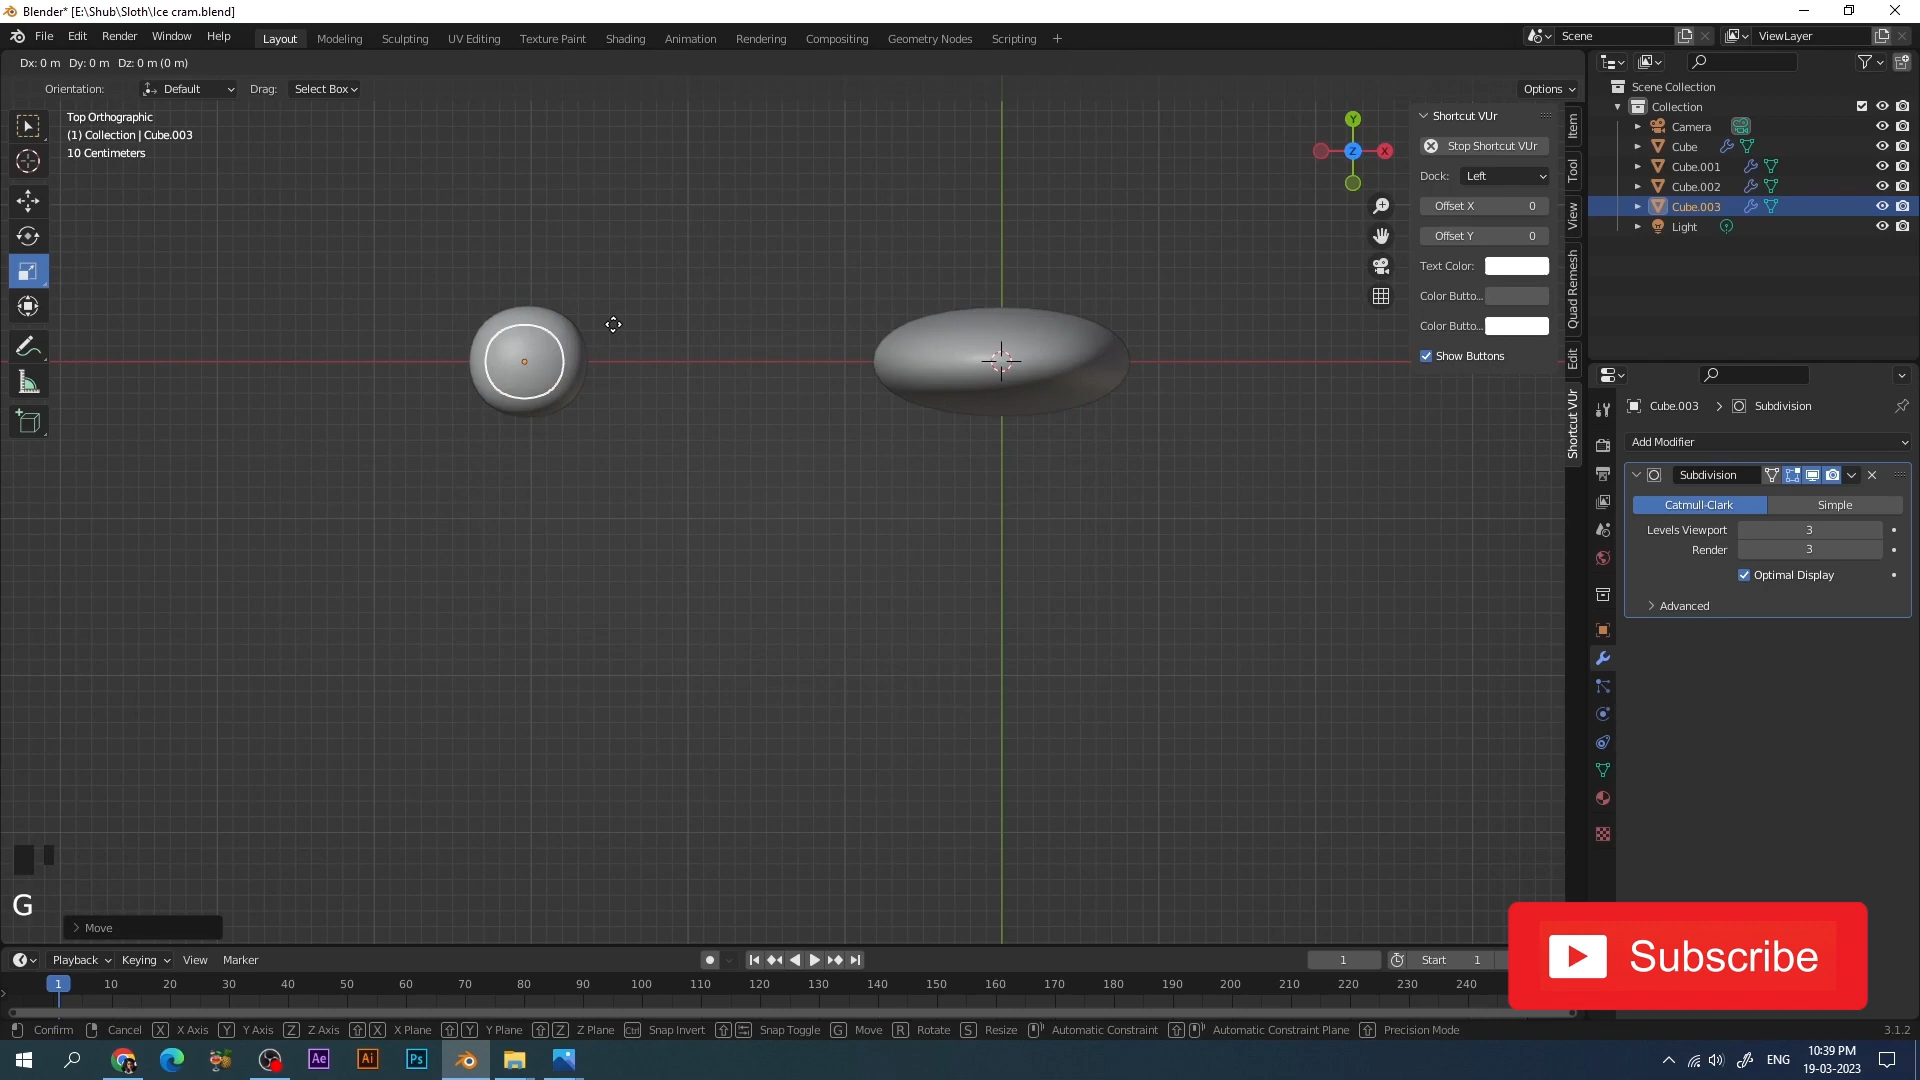 Blender* [E:\Shub\Sloth\Ice cram.blend]
File Edit Render Window Help
Layout Modeling Sculpting UV Editing Texture Paint Shading Animation Rendering Compositing Geometry Nodes Scripting +
Scene
ViewLayer
Dx: 0 m Dy: 0 m Dz: 0 m (0 m)
Orientation: Default Drag: Select Box
Options
Top Orthographic
(1) Collection | Cube.003
10 Centimeters
Y
X
Z
Shortcut VUr
Stop Shortcut VUr
Dock: Left
Offset X 0
Offset Y 0
Text Color:
Color Butto...
Color Butto...
Show Buttons
Item
Tool
View
Quad Remesh
Edit
Shortcut VUr
Scene Collection
Collection
Camera
Cube
Cube.001
Cube.002
Cube.003
Light
Cube.003 > Subdivision
Add Modifier
Subdivision
Catmull-Clark Simple
Levels Viewport 3
Render 3
Optimal Display
Advanced
G
Move
Subscribe
Playback Keying View Marker
1 Start 1
1 10 20 30 40 50 60 70 80 90 100 110 120 130 140 150 160 170 180 190 200 210 220 230 240
Confirm Cancel X X Axis Y Y Axis Z Z Axis X X Plane Y Y Plane Z Z Plane Ctrl Snap Invert Snap Toggle G Move R Rotate S Resize Automatic Constraint Automatic Constraint Plane Precision Mode 3.1.2
Ae Ai Ps
ENG
10:39 PM
19-03-2023